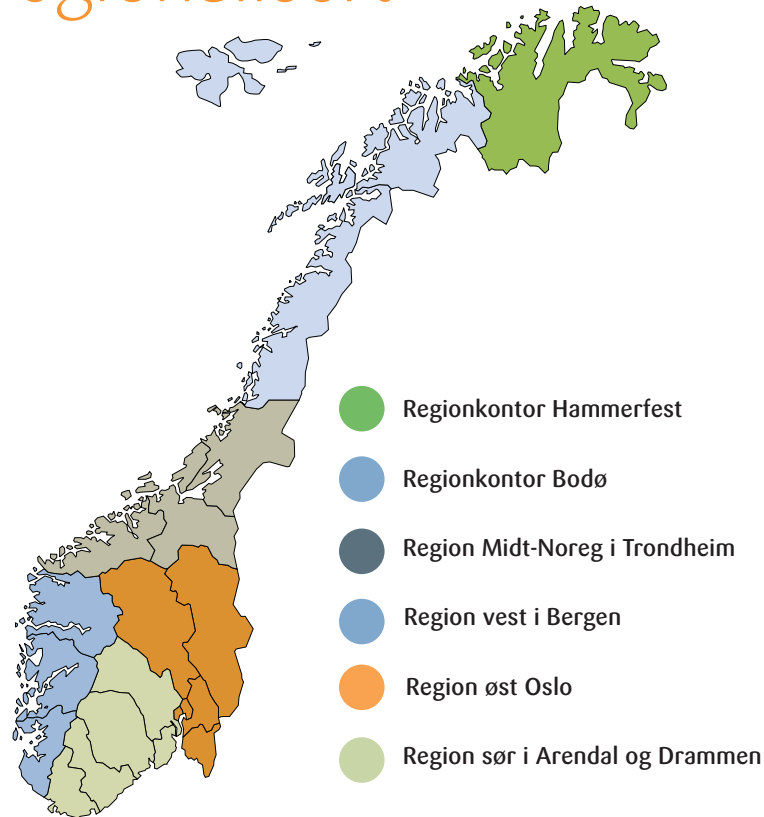 Regionkontor Hammerfest
Regionkontor Bodø
Region Midt-Noreg i Trondheim
Region vest i Bergen
Region øst Oslo
Region sør i Arendal og Drammen